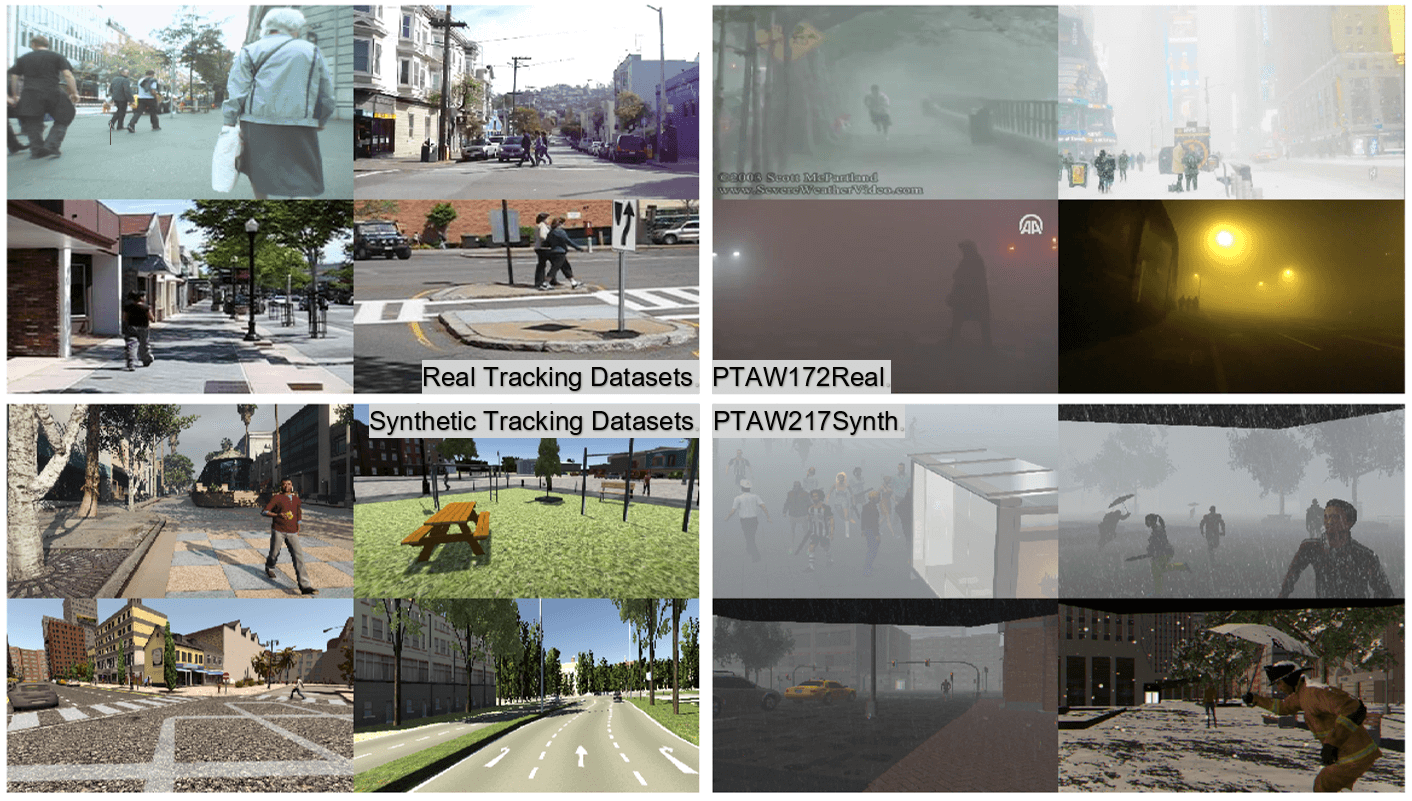 ©2003 Scott McPartland
www.SevereWeatherVideo.com
AA
Real Tracking Datasets
PTAW172Real
Synthetic Tracking Datasets
PTAW217Synth